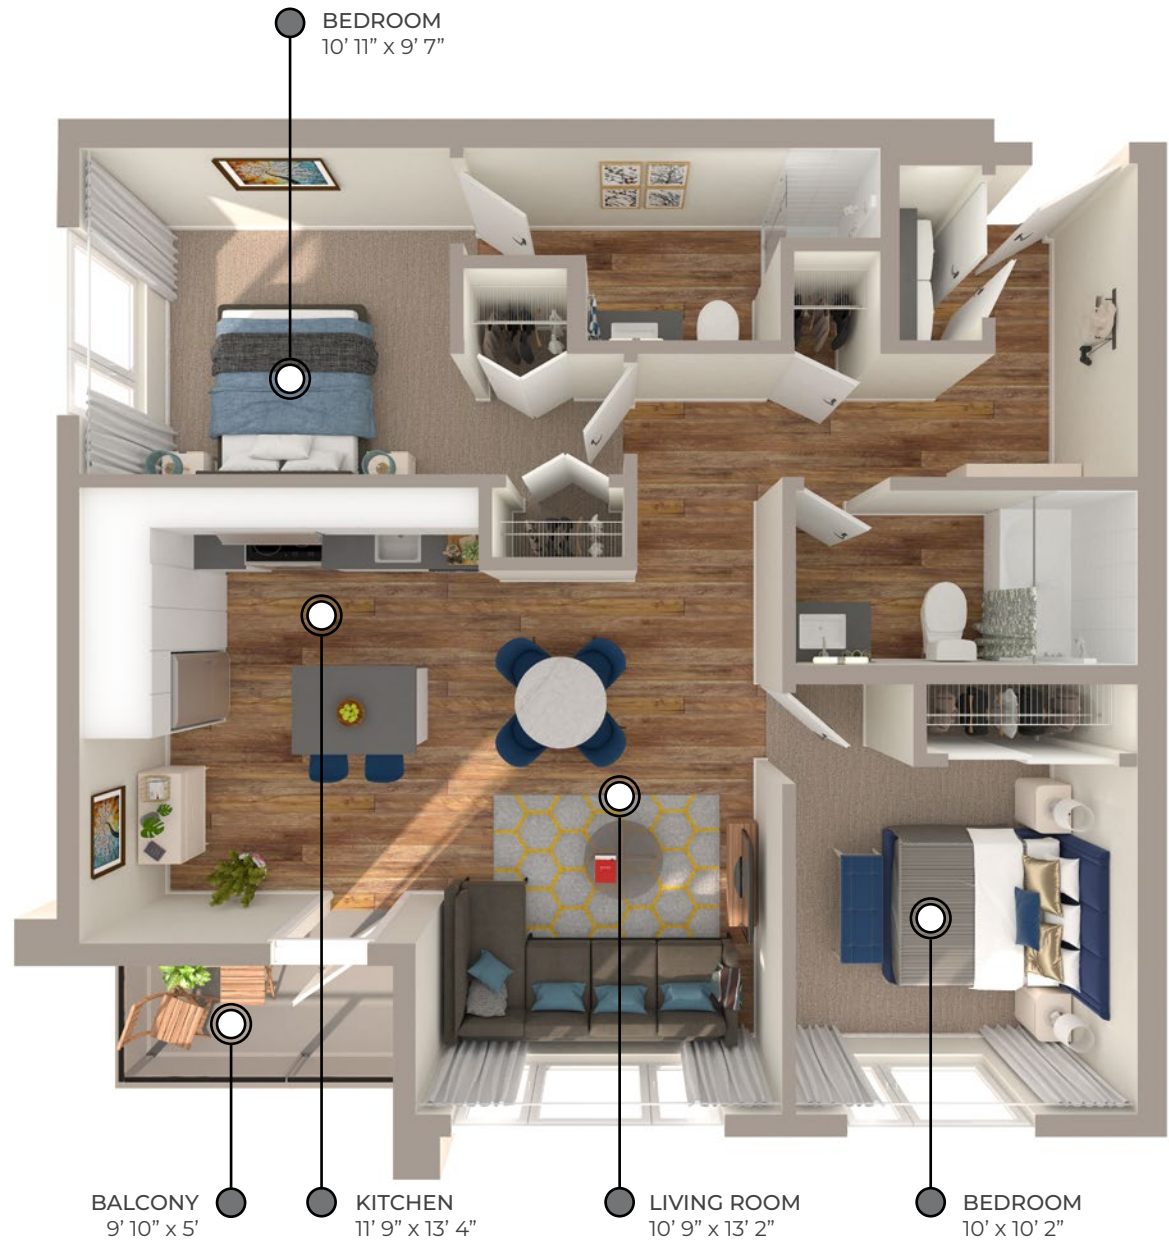 BEDROOM
10’ 11” x 9’ 7”
BALCONY
9’ 10” x 5’
KITCHEN
11’ 9” x 13’ 4”
LIVING ROOM
10’ 9” x 13’ 2”
BEDROOM
10’ x 10’ 2”